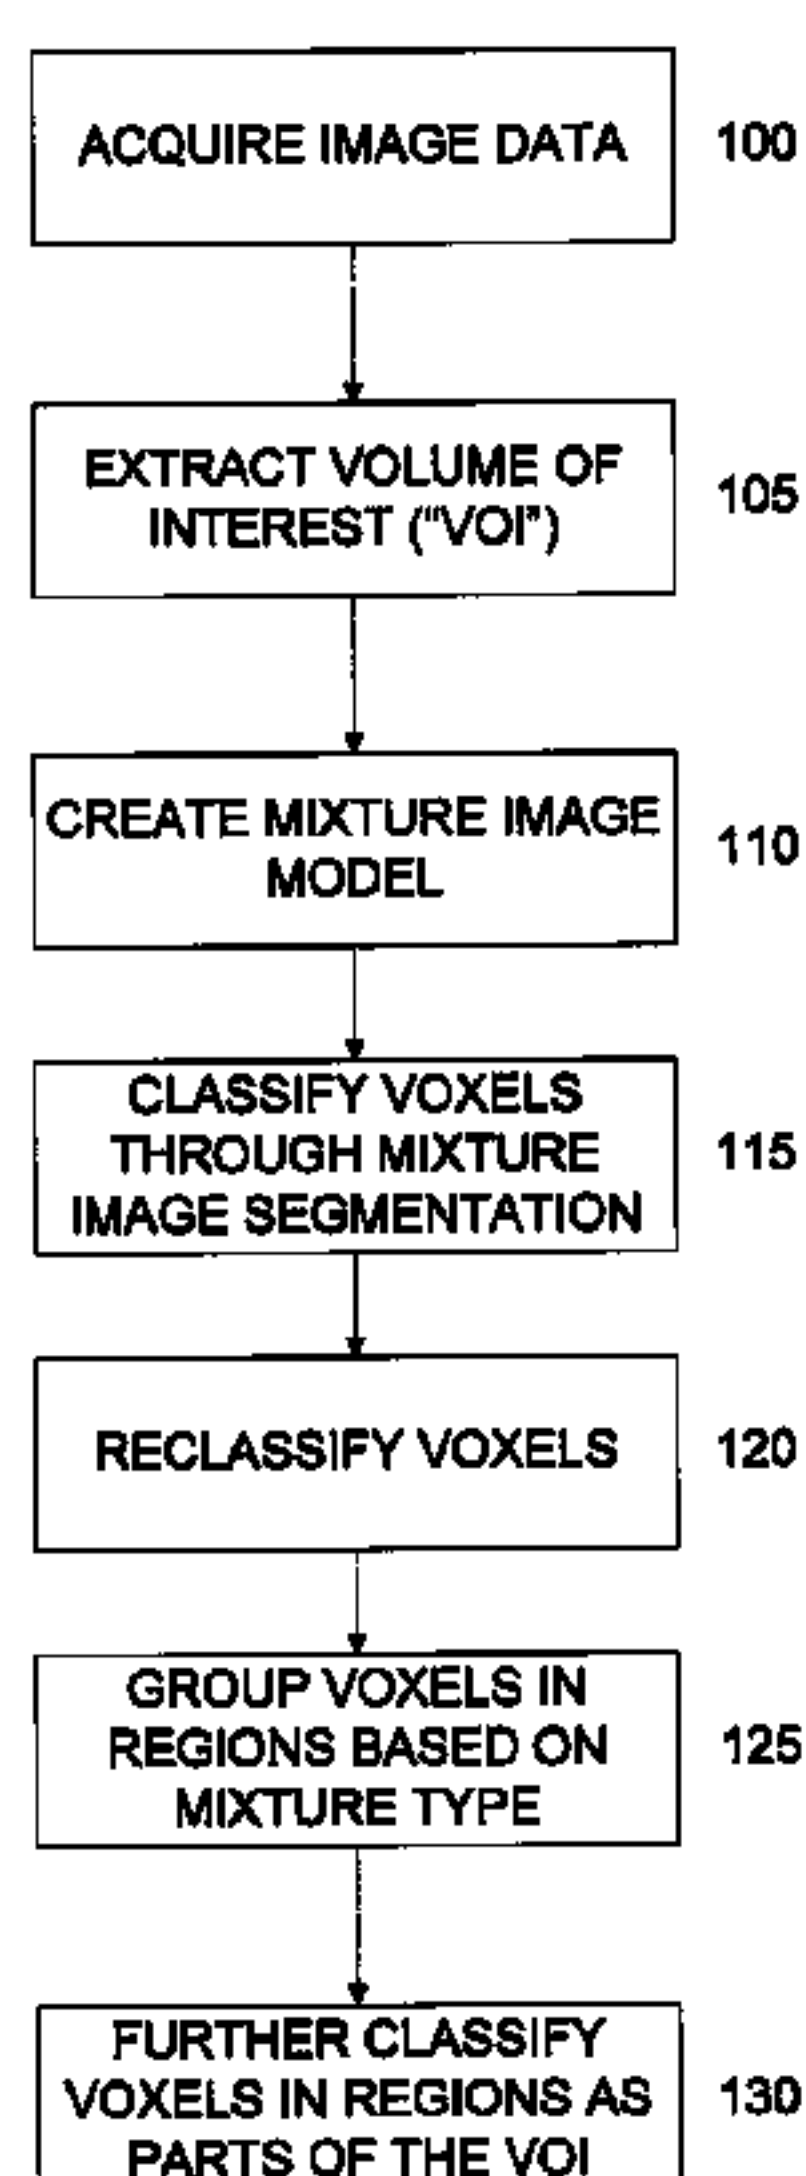 ACQUIRE IMAGE DATA
100
EXTRACT VOLUME OF
INTEREST ("VOI")
105
CREATE MIXTURE IMAGE
MODEL
110
CLASSIFY VOXELS
THROUGH MIXTURE
IMAGE SEGMENTATION
115
RECLASSIFY VOXELS
120
GROUP VOXELS IN
REGIONS BASED ON
MIXTURE TYPE
125
FURTHER CLASSIFY
VOXELS IN REGIONS AS
PARTS OF THE VOI
130